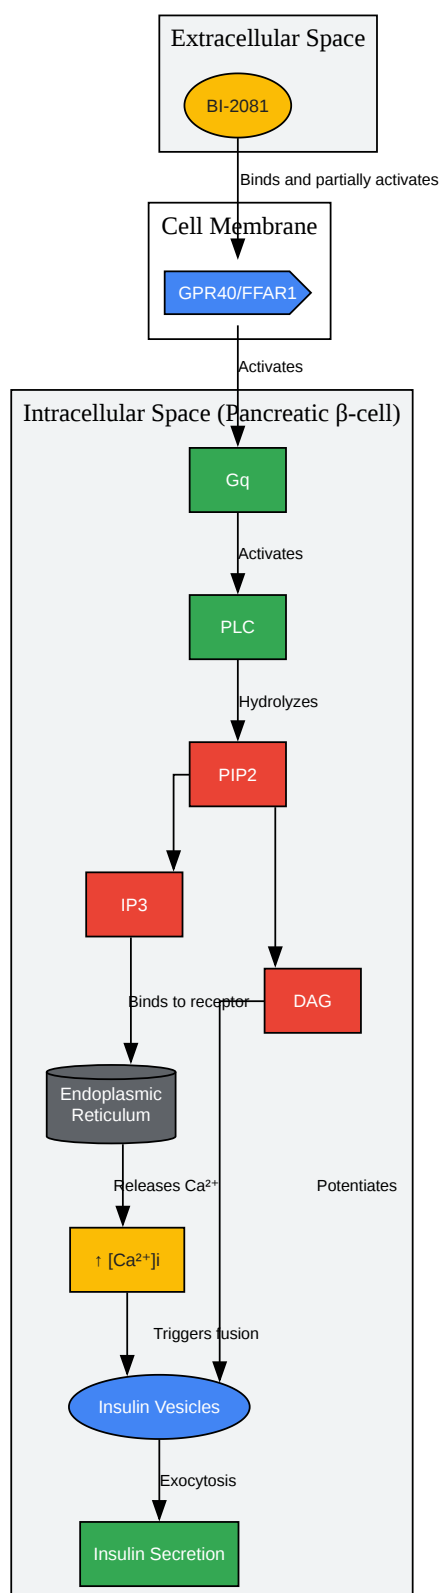 Extracellular Space
BI-2081
Binds and partially activates
Cell Membrane
GPR40/FFAR1
Activates
Intracellular Space (Pancreatic β-cell)
Gq
Activates
PLC
Hydrolyzes
PIP2
IP3
Binds to receptor
DAG
Endoplasmic
Reticulum
Releases Ca²⁺
Potentiates
↑ [Ca²⁺]i
Triggers fusion
Insulin Vesicles
Exocytosis
Insulin Secretion